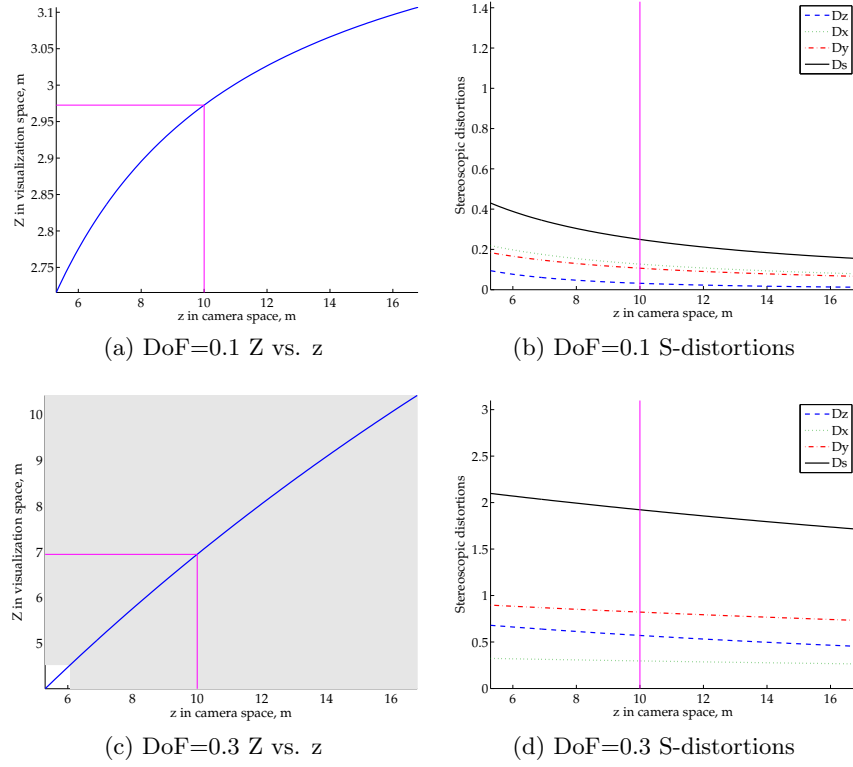 3.1
3.05
3
2.95
2.9
2.85
2.8
2.75
6 8 10 12 14 16
Z in visualization space, m
z in camera space, m
(a) DoF=0.1 Z vs. z
1.4
1.2
1
0.8
0.6
0.4
0.2
0
6 8 10 12 14 16
Stereoscopic distortions
z in camera space, m
Dz
Dx
Dy
Ds
(b) DoF=0.1 S-distortions
10
9
8
7
6
5
6 8 10 12 14 16
Z in visualization space, m
z in camera space, m
(c) DoF=0.3 Z vs. z
3
2.5
2
1.5
1
0.5
0
6 8 10 12 14 16
Stereoscopic distortions
z in camera space, m
Dz
Dx
Dy
Ds
(d) DoF=0.3 S-distortions